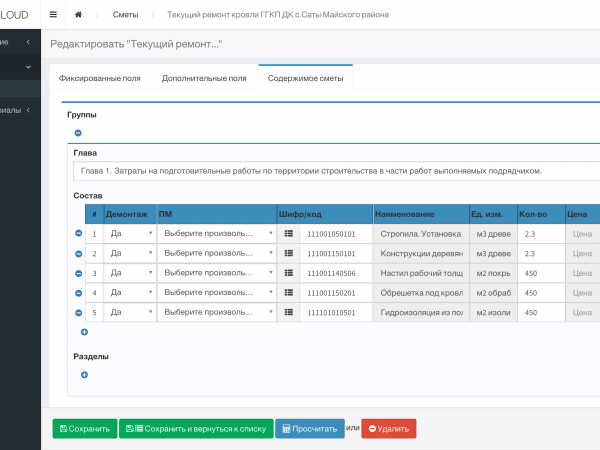 LOUD
Сметы / Текущий ремонт кровли ГГКП ДК с.Саты Майского района
Редактировать "Текущий ремонт..."
Фиксированные поля Дополнительные поля Содержимое сметы
Группы
Глава
Глава 1. Затраты на подготовительные работы по территории строительства в части работ выполняемых подрядчиком.
Состав
# Демонтаж ПМ Шифр/код Наименование Ед. изм. Кол-во Цена
1 Да Выберите произволь... 111001050101 Стропила. Установка м3 древе 2.3 Цена
2 Да Выберите произволь... 111001150101 Конструкции деревян м3 древе 2.3 Цена
3 Да Выберите произволь... 111001140506 Настил рабочий толщ м2 покрь 450 Цена
4 Да Выберите произволь... 111001150201 Обрешетка под кровл м2 обраб 450 Цена
5 Да Выберите произволь... 111101010501 Гидроизоляция из пол м2 изоли 450 Цена
Разделы
Сохранить Сохранить и вернуться к списку Просчитать или Удалить